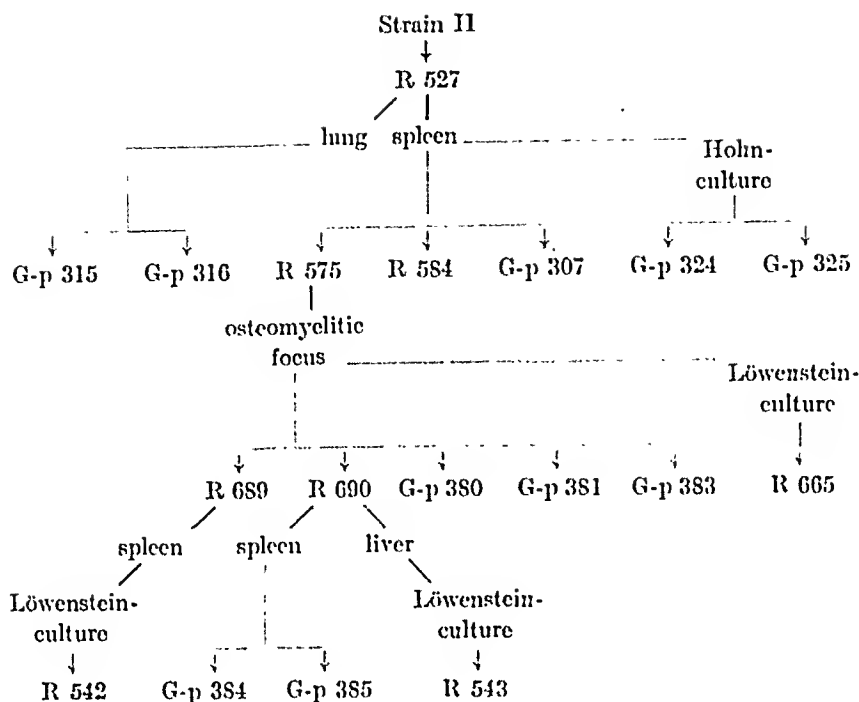 Strain II
R 527
lung spleen
Hohn-
culture
G-p 315 G-p 316 R 575 R 584 G-p 307 G-p 324 G-p 325
osteomyelitic
focus
Löwenstein-
culture
R 689 R 690 G-p 380 G-p 381 G-p 383 R 665
spleen spleen liver
Löwenstein- Löwenstein-
culture culture
R 542 G-p 384 G-p 385 R 543